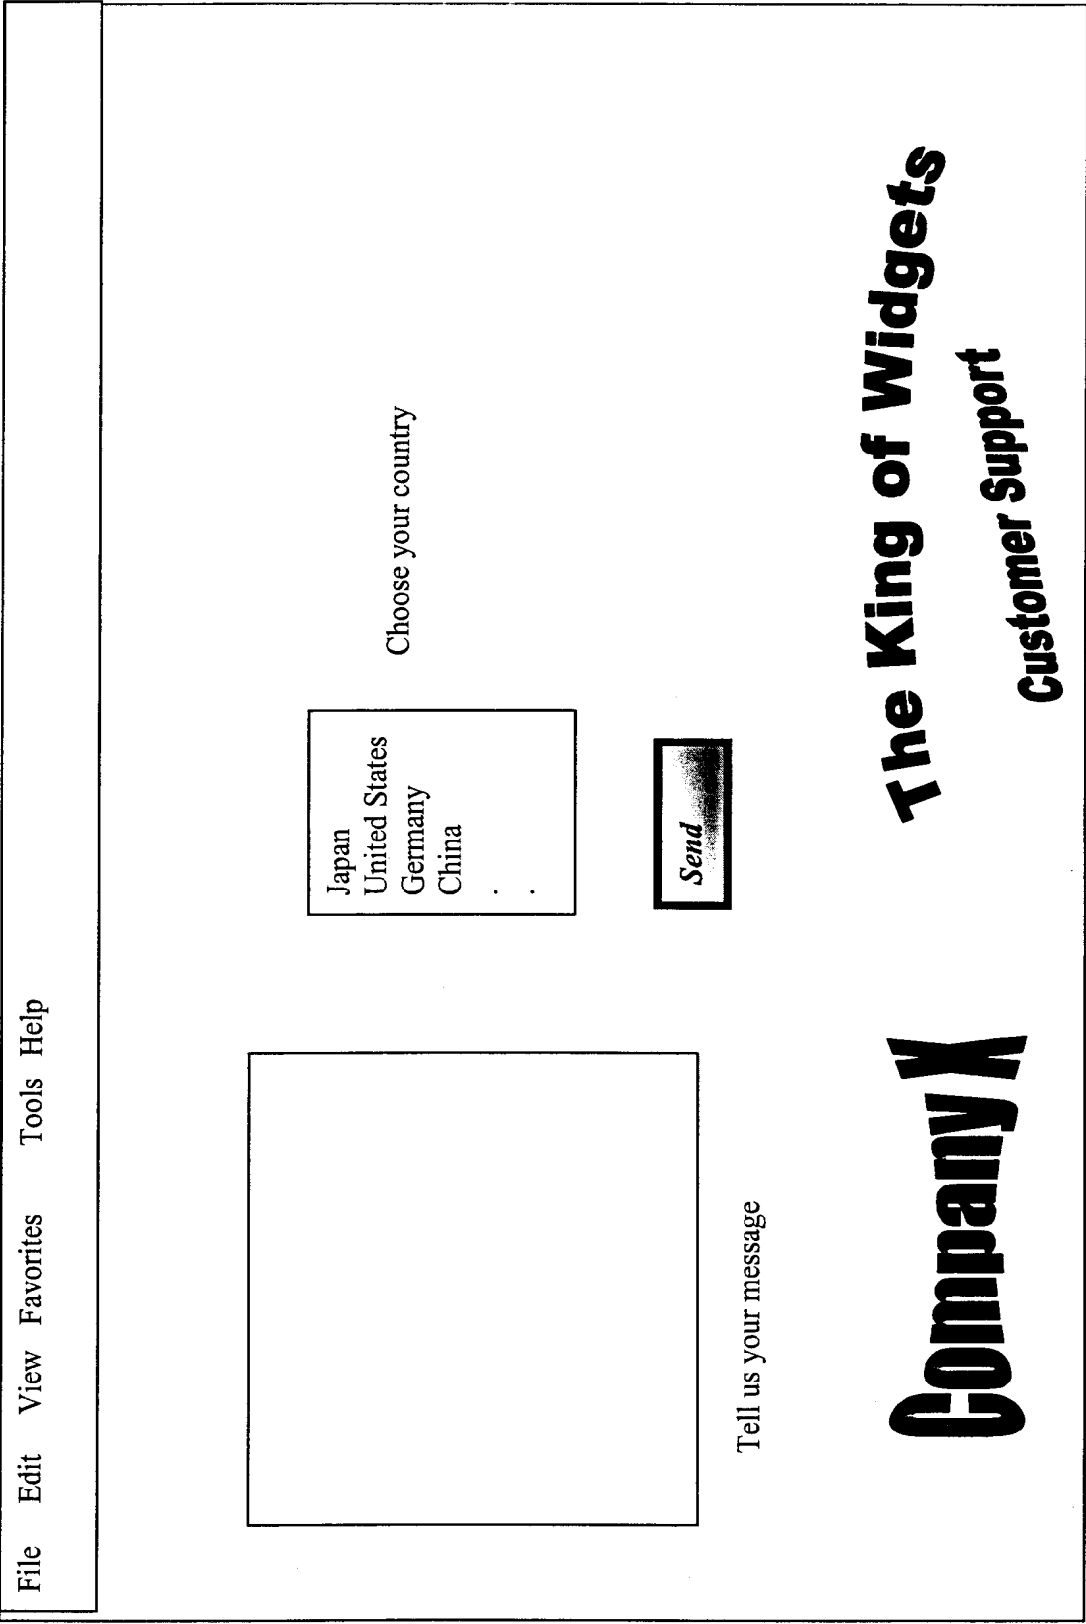 File Edit View Favorites Tools Help
Japan
United States
Germany
China
.
.
Choose your country
Send
Tell us your message
Company X
The King of Widgets
Customer Support